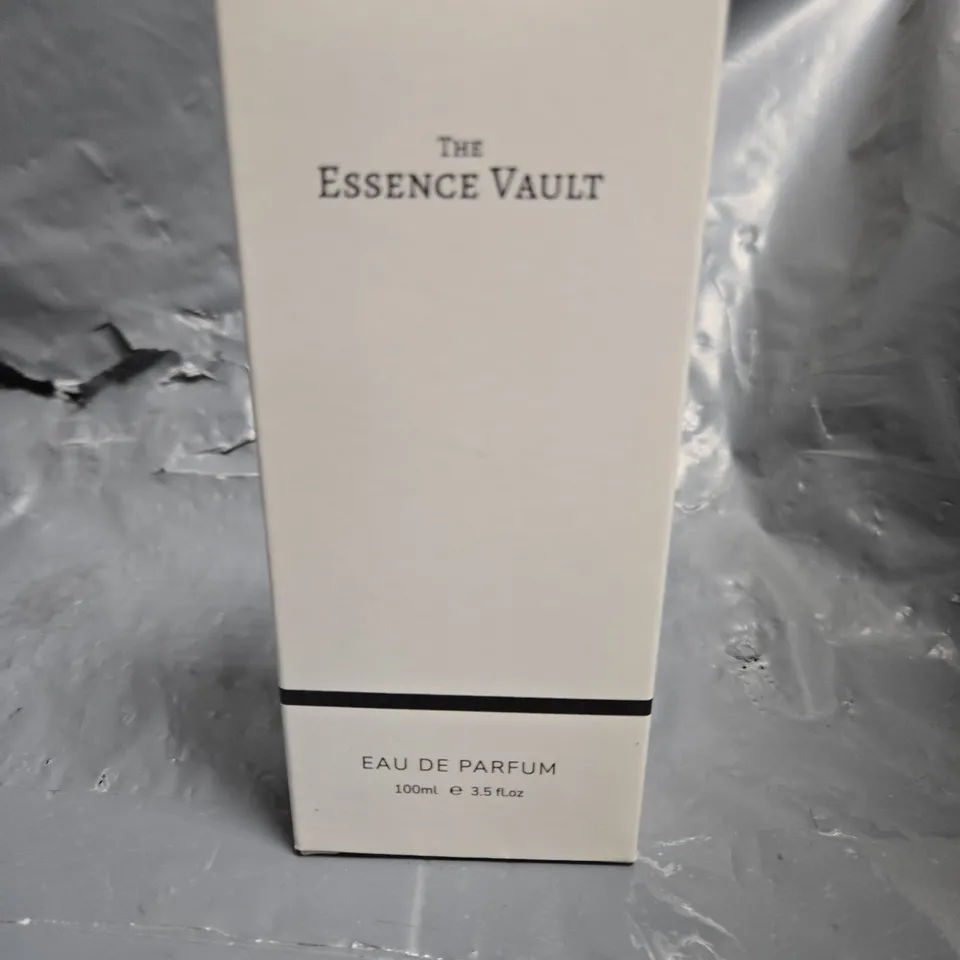 THE
ESSENCE VAULT
EAU DE PARFUM
100ml ℮ 3.5 fl.oz